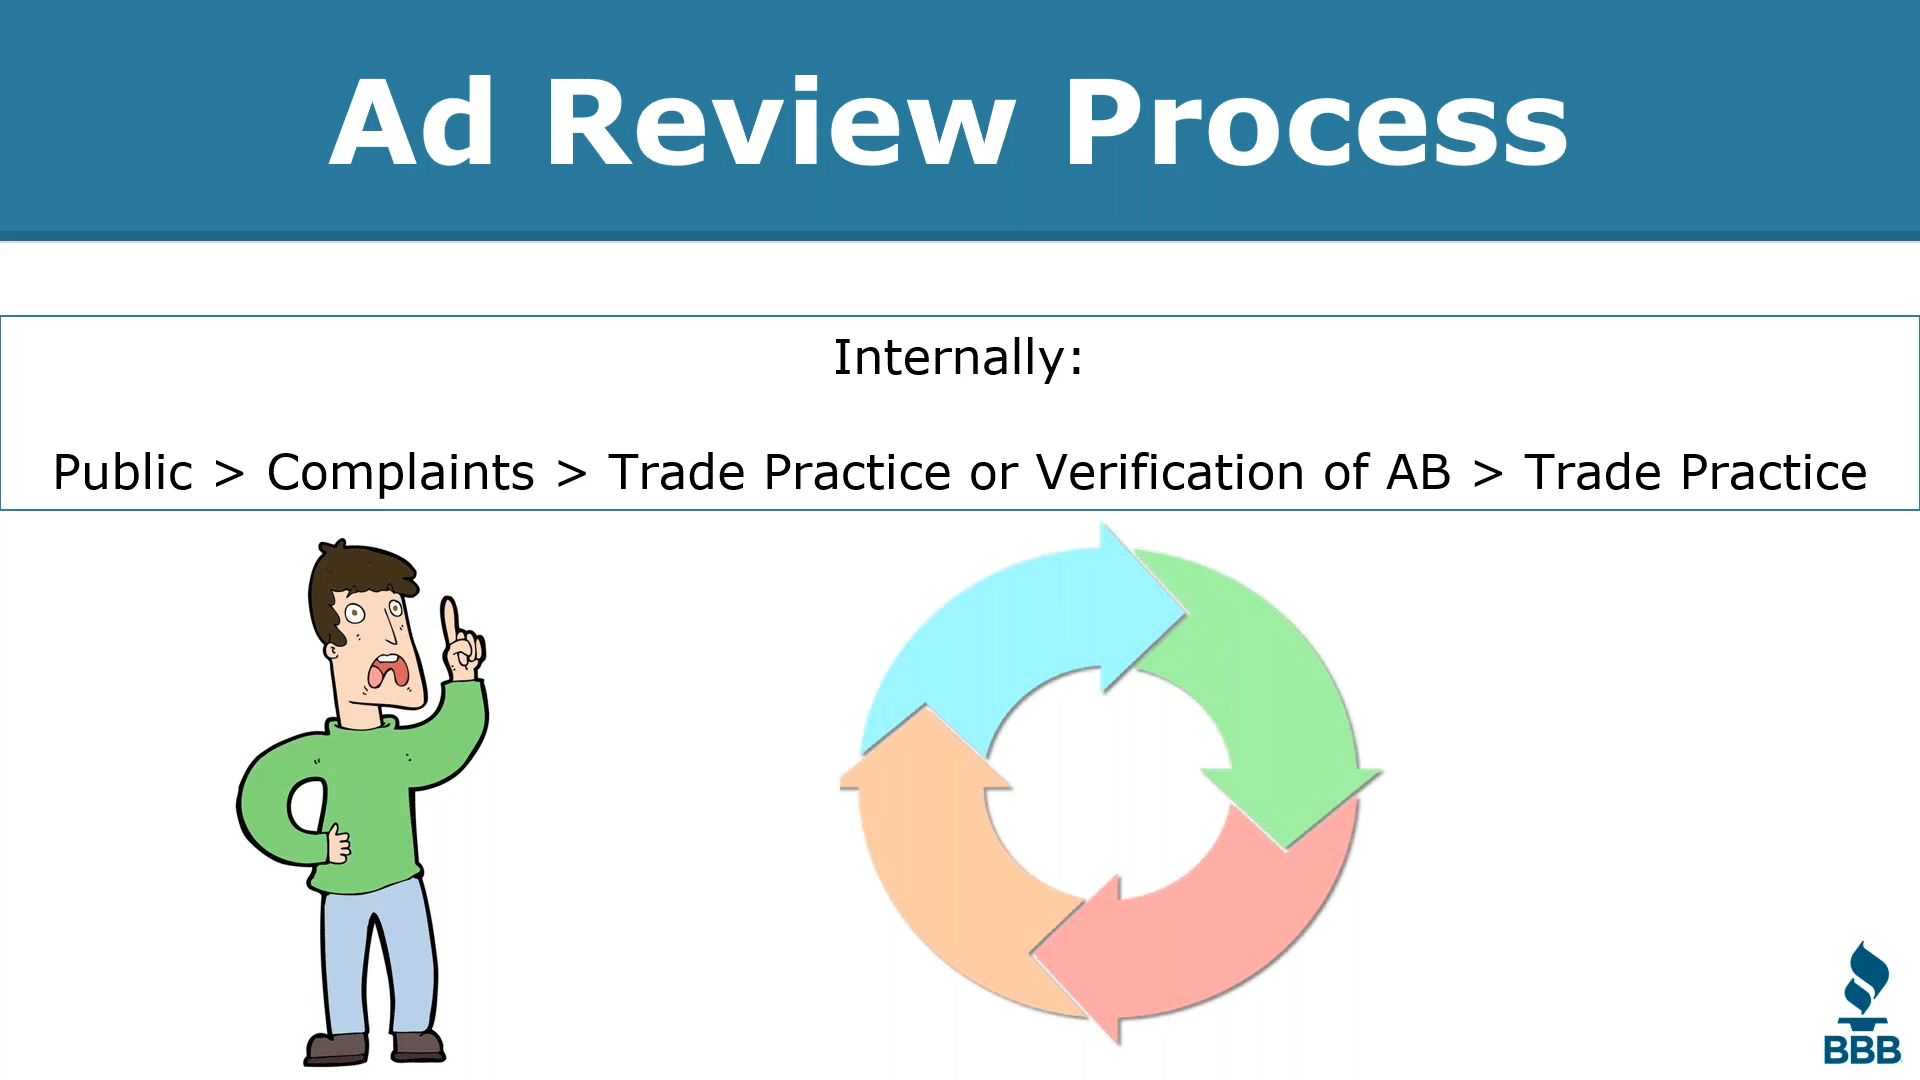 Ad Review Process
Internally:
Public > Complaints > Trade Practice or Verification of AB > Trade Practice
BBB